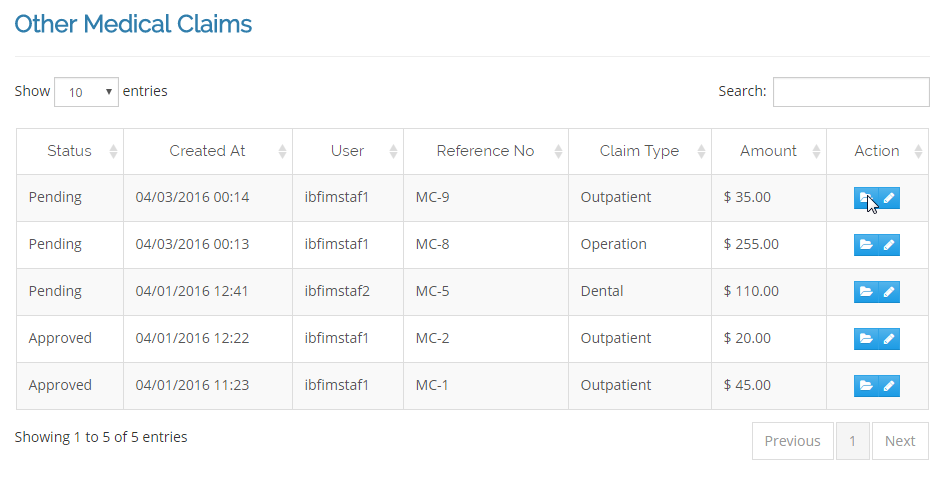 Other Medical Claims
Show 10 entries Search:
Status Created At User Reference No Claim Type Amount Action
Pending 04/03/2016 00:14 ibfimstaf1 MC-9 Outpatient $ 35.00
Pending 04/03/2016 00:13 ibfimstaf1 MC-8 Operation $ 255.00
Pending 04/01/2016 12:41 ibfimstaf2 MC-5 Dental $ 110.00
Approved 04/01/2016 12:22 ibfimstaf1 MC-2 Outpatient $ 20.00
Approved 04/01/2016 11:23 ibfimstaf1 MC-1 Outpatient $ 45.00
Showing 1 to 5 of 5 entries Previous 1 Next